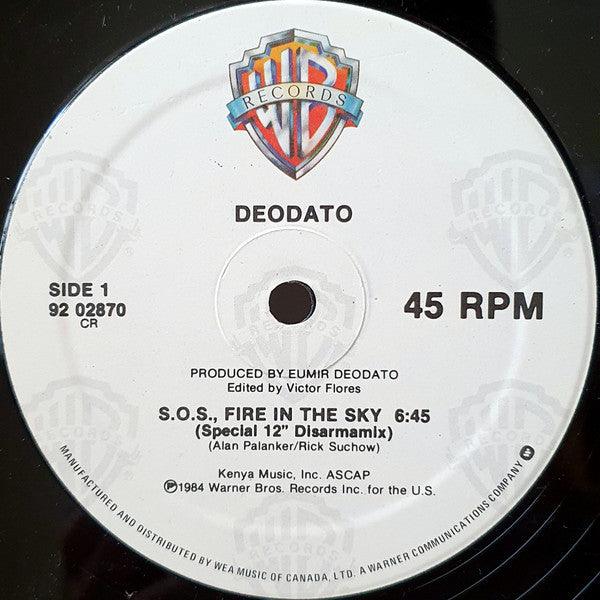 WB
RECORDS
DEODATO
SIDE 1
92 02870
CR
45 RPM
PRODUCED BY EUMIR DEODATO
Edited by Victor Flores
S.O.S., FIRE IN THE SKY 6:45
(Special 12" Disarmamix)
(Alan Palanker/Rick Suchow)
Kenya Music, Inc. ASCAP
℗1984 Warner Bros. Records Inc. for the U.S.
MANUFACTURED AND DISTRIBUTED BY WEA MUSIC OF CANADA, LTD. A WARNER COMMUNICATIONS COMPANY